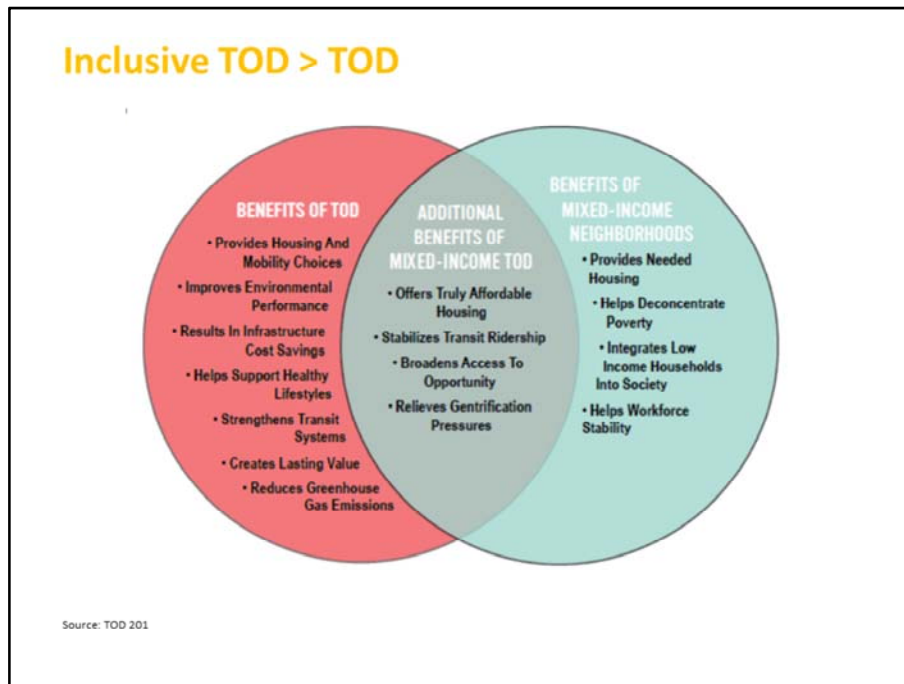 Inclusive TOD > TOD
BENEFITS OF TOD
• Provides Housing And
Mobility Choices
• Improves Environmental
Performance
• Results In Infrastructure
Cost Savings
• Helps Support Healthy
Lifestyles
• Strengthens Transit
Systems
• Creates Lasting Value
• Reduces Greenhouse
Gas Emissions
ADDITIONAL
BENEFITS OF
MIXED-INCOME TOD
• Offers Truly Affordable
Housing
• Stabilizes Transit Ridership
• Broadens Access To
Opportunity
• Relieves Gentrification
Pressures
BENEFITS OF
MIXED-INCOME
NEIGHBORHOODS
• Provides Needed
Housing
• Helps Deconcentrate
Poverty
• Integrates Low
Income Households
Into Society
• Helps Workforce
Stability
Source: TOD 201